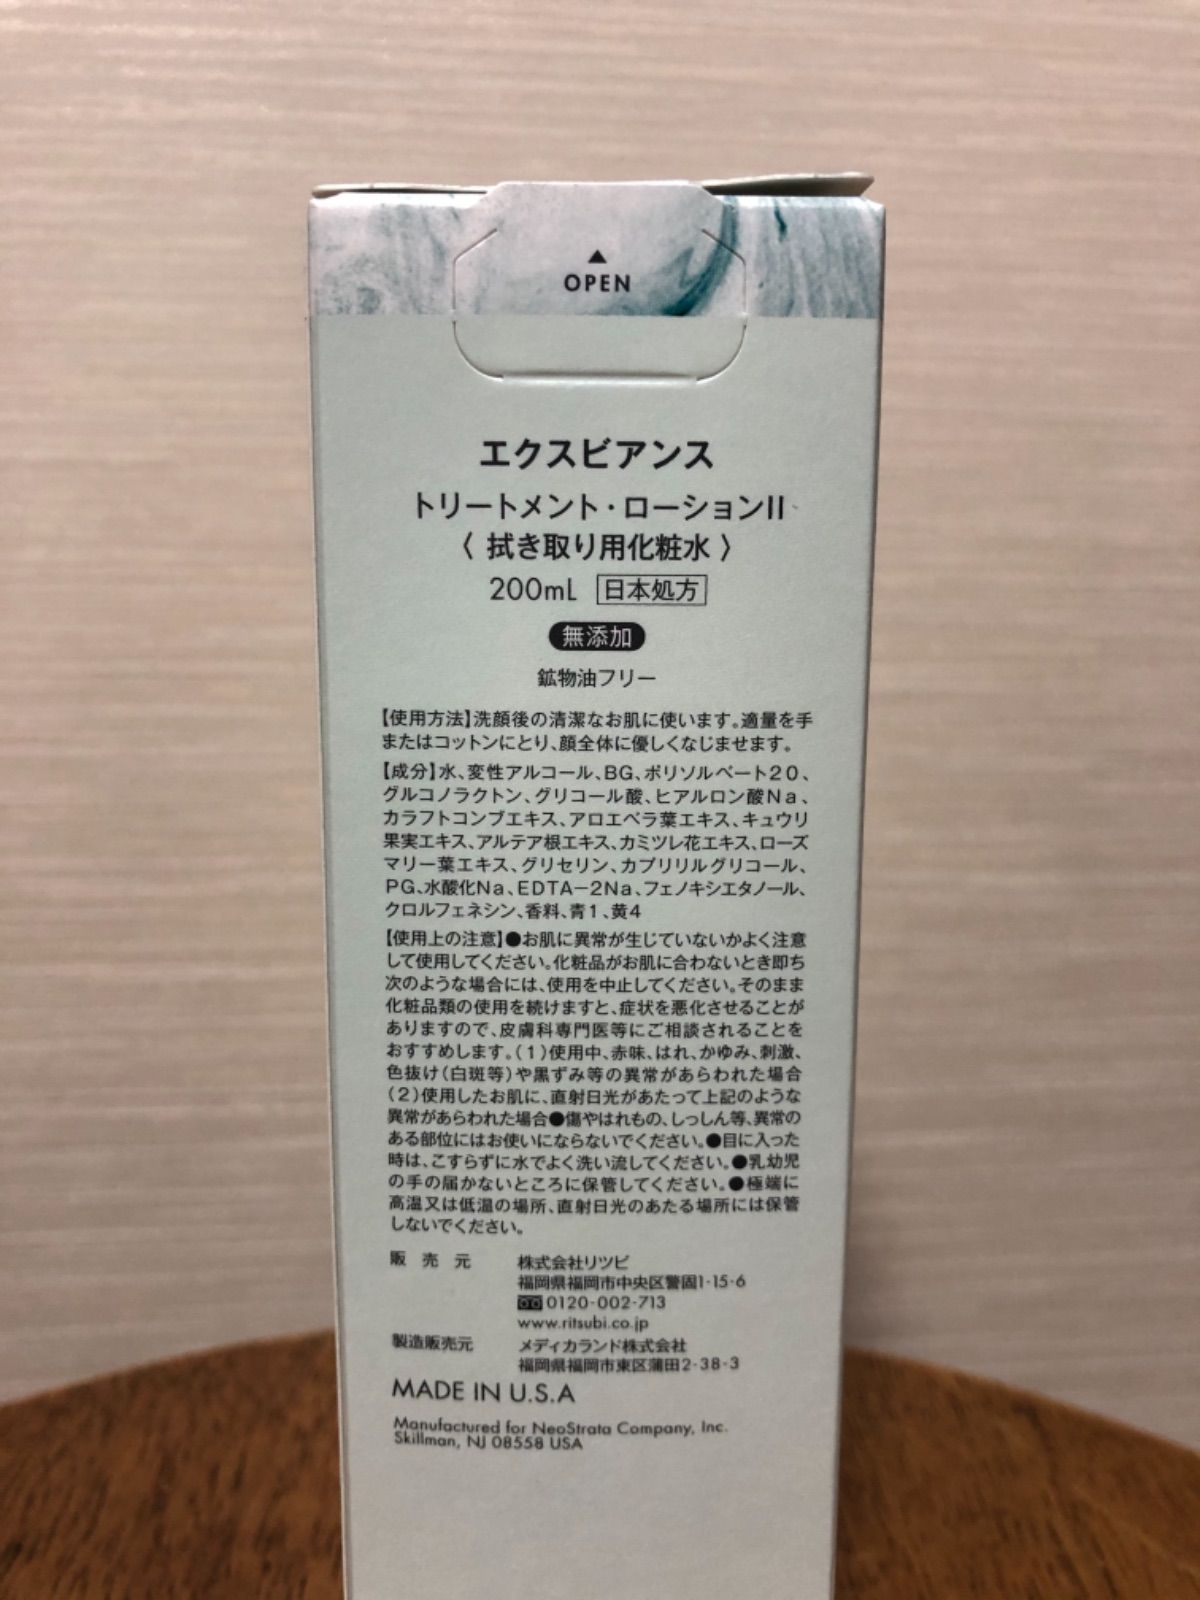 ▲
OPEN
エクスビアンス
トリートメント・ローションII
〈 拭き取り用化粧水 〉
200mL 日本処方
無添加
鉱物油フリー
【使用方法】洗顔後の清潔なお肌に使います。適量を手
またはコットンにとり、顔全体に優しくなじませます。
【成分】水、変性アルコール、BG、ポリソルベート20、
グルコノラクトン、グリコール酸、ヒアルロン酸Na、
カラフトコンブエキス、アロエベラ葉エキス、キュウリ
果実エキス、アルテア根エキス、カミツレ花エキス、ローズ
マリー葉エキス、グリセリン、カプリリルグリコール、
PG、水酸化Na、EDTA-2Na、フェノキシエタノール、
クロルフェネシン、香料、青1、黄4
【使用上の注意】●お肌に異常が生じていないかよく注意
して使用してください。化粧品がお肌に合わないとき即ち
次のような場合には、使用を中止してください。そのまま
化粧品類の使用を続けますと、症状を悪化させることが
ありますので、皮膚科専門医等にご相談されることを
おすすめします。(1)使用中、赤味、はれ、かゆみ、刺激、
色抜け(白斑等)や黒ずみ等の異常があらわれた場合
(2)使用したお肌に、直射日光があたって上記のような
異常があらわれた場合●傷やはれもの、しっしん等、異常の
ある部位にはお使いにならないでください。●目に入った
時は、こすらずに水でよく洗い流してください。●乳幼児
の手の届かないところに保管してください。●極端に
高温又は低温の場所、直射日光のあたる場所には保管
しないでください。
販売元 株式会社リツビ
福岡県福岡市中央区警固1-15-6
0120-002-713
www.ritsubi.co.jp
製造販売元 メディカランド株式会社
福岡県福岡市東区蒲田2-38-3
MADE IN U.S.A
Manufactured for NeoStrata Company, Inc.
Skillman, NJ 08558 USA